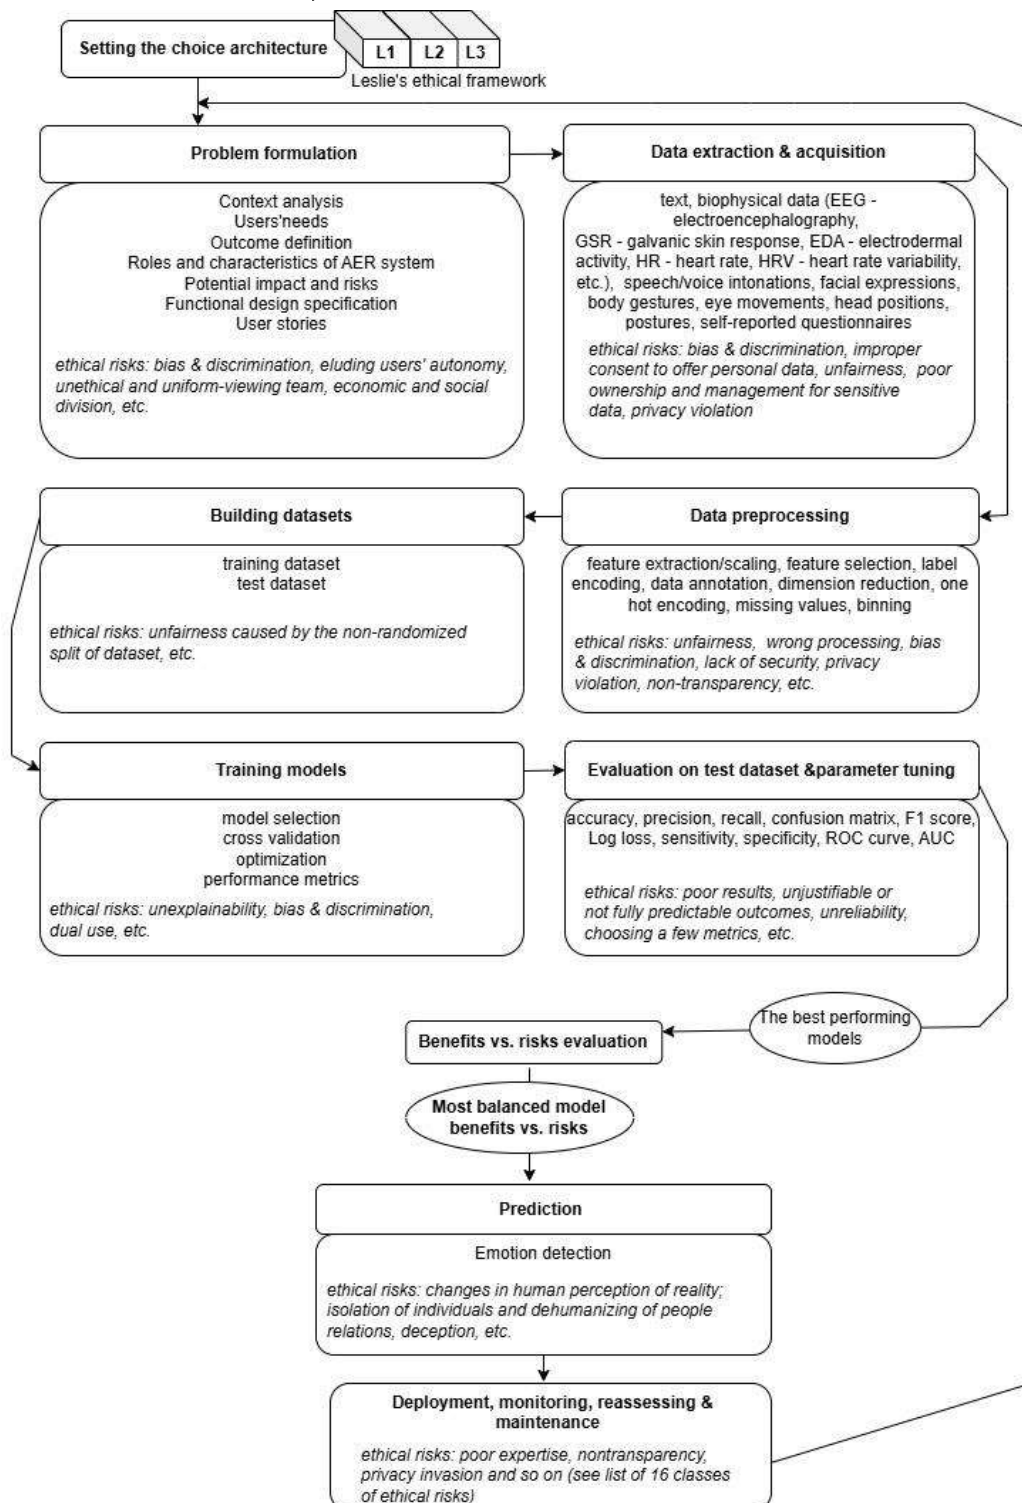 Setting the choice architecture
L1 L2 L3
Leslie's ethical framework
Problem formulation
Context analysis
Users'needs
Outcome definition
Roles and characteristics of AER system
Potential impact and risks
Functional design specification
User stories
ethical risks: bias & discrimination, eluding users' autonomy,
unethical and uniform-viewing team, economic and social
division, etc.
Data extraction & acquisition
text, biophysical data (EEG -
electroencephalography,
GSR - galvanic skin response, EDA - electrodermal
activity, HR - heart rate, HRV - heart rate variability,
etc.), speech/voice intonations, facial expressions,
body gestures, eye movements, head positions,
postures, self-reported questionnaires
ethical risks: bias & discrimination, improper
consent to offer personal data, unfairness, poor
ownership and management for sensitive
data, privacy violation
Building datasets
training dataset
test dataset
ethical risks: unfairness caused by the non-randomized
split of dataset, etc.
Data preprocessing
feature extraction/scaling, feature selection, label
encoding, data annotation, dimension reduction, one
hot encoding, missing values, binning
ethical risks: unfairness, wrong processing, bias
& discrimination, lack of security, privacy
violation, non-transparency, etc.
Training models
model selection
cross validation
optimization
performance metrics
ethical risks: unexplainability, bias & discrimination,
dual use, etc.
Evaluation on test dataset &parameter tuning
accuracy, precision, recall, confusion matrix, F1 score,
Log loss, sensitivity, specificity, ROC curve, AUC
ethical risks: poor results, unjustifiable or
not fully predictable outcomes, unreliability,
choosing a few metrics, etc.
The best performing
models
Benefits vs. risks evaluation
Most balanced model
benefits vs. risks
Prediction
Emotion detection
ethical risks: changes in human perception of reality;
isolation of individuals and dehumanizing of people
relations, deception, etc.
Deployment, monitoring, reassessing &
maintenance
ethical risks: poor expertise, nontransparency,
privacy invasion and so on (see list of 16 classes
of ethical risks)